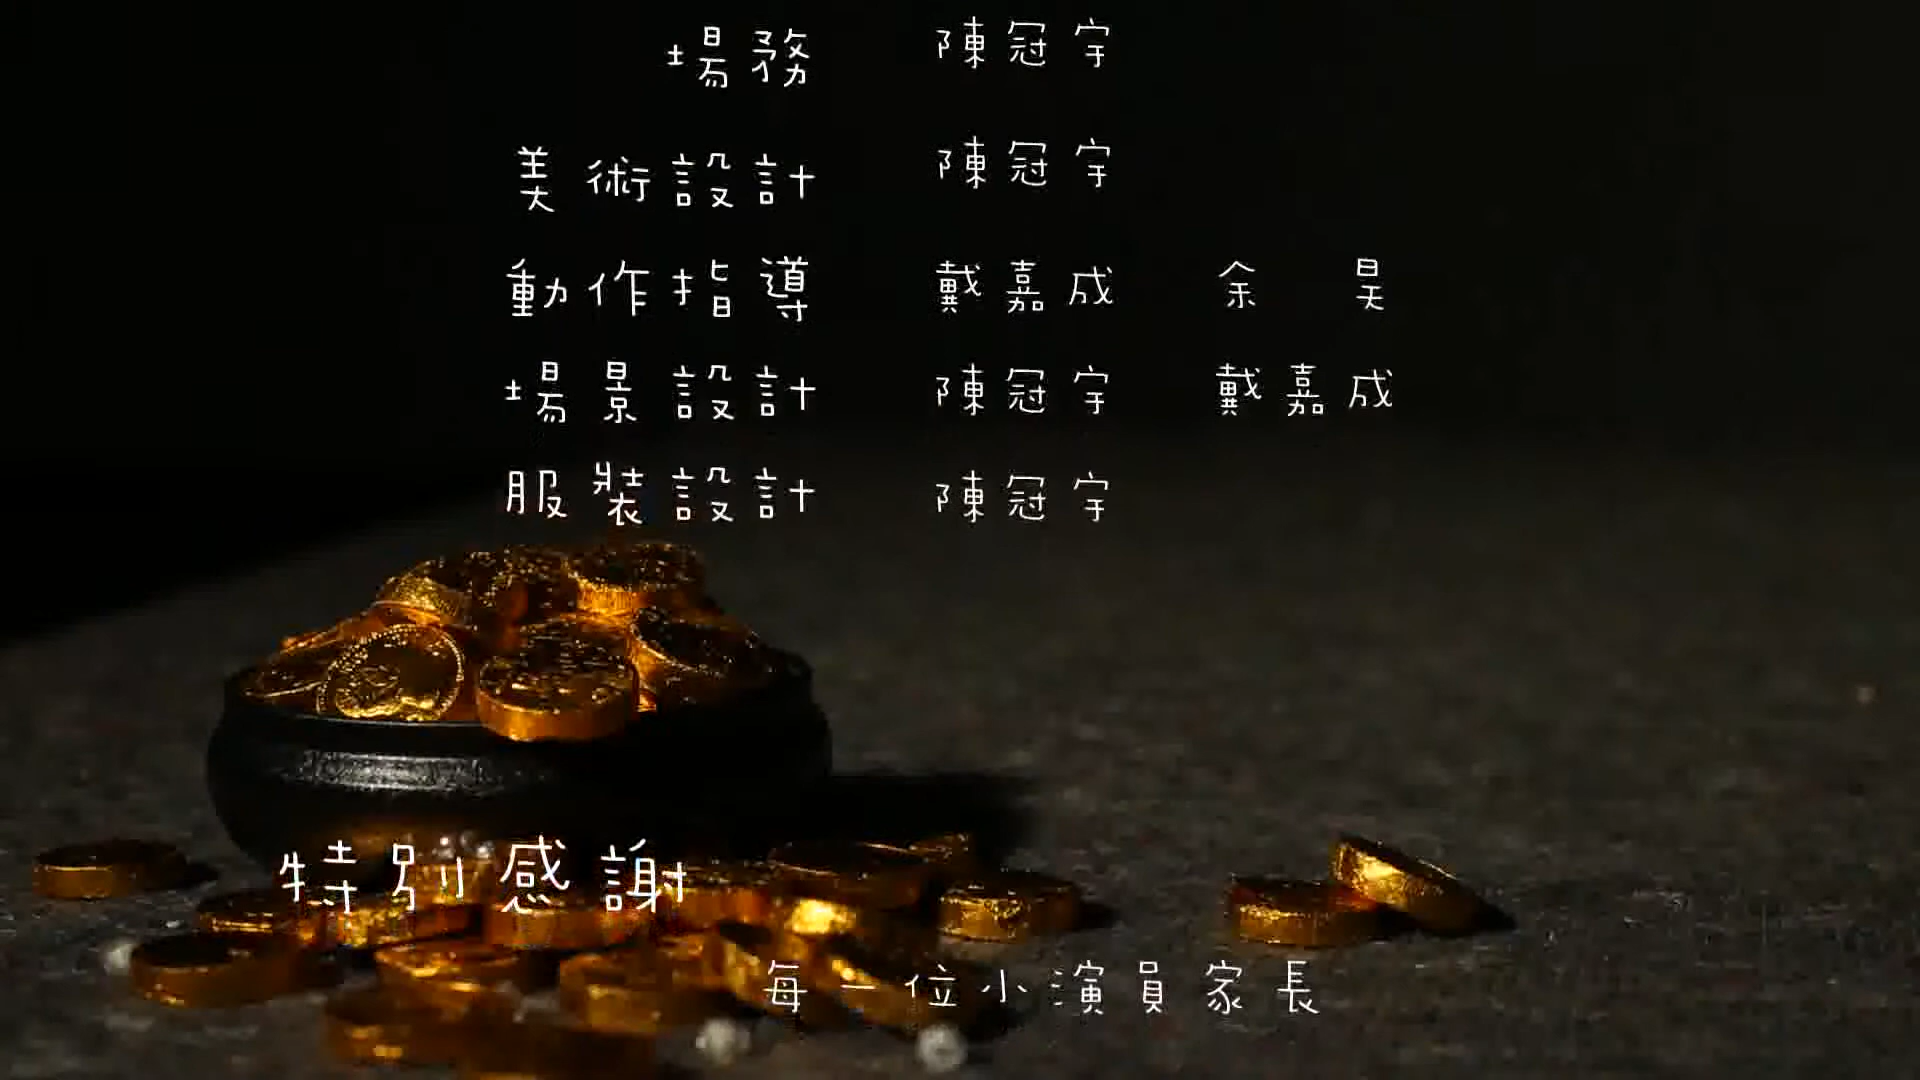 場務 陳冠宇
美術設計 陳冠宇
動作指導 戴嘉成 余昊
場景設計 陳冠宇 戴嘉成
服裝設計 陳冠宇
特別感謝
每一位小演員家長